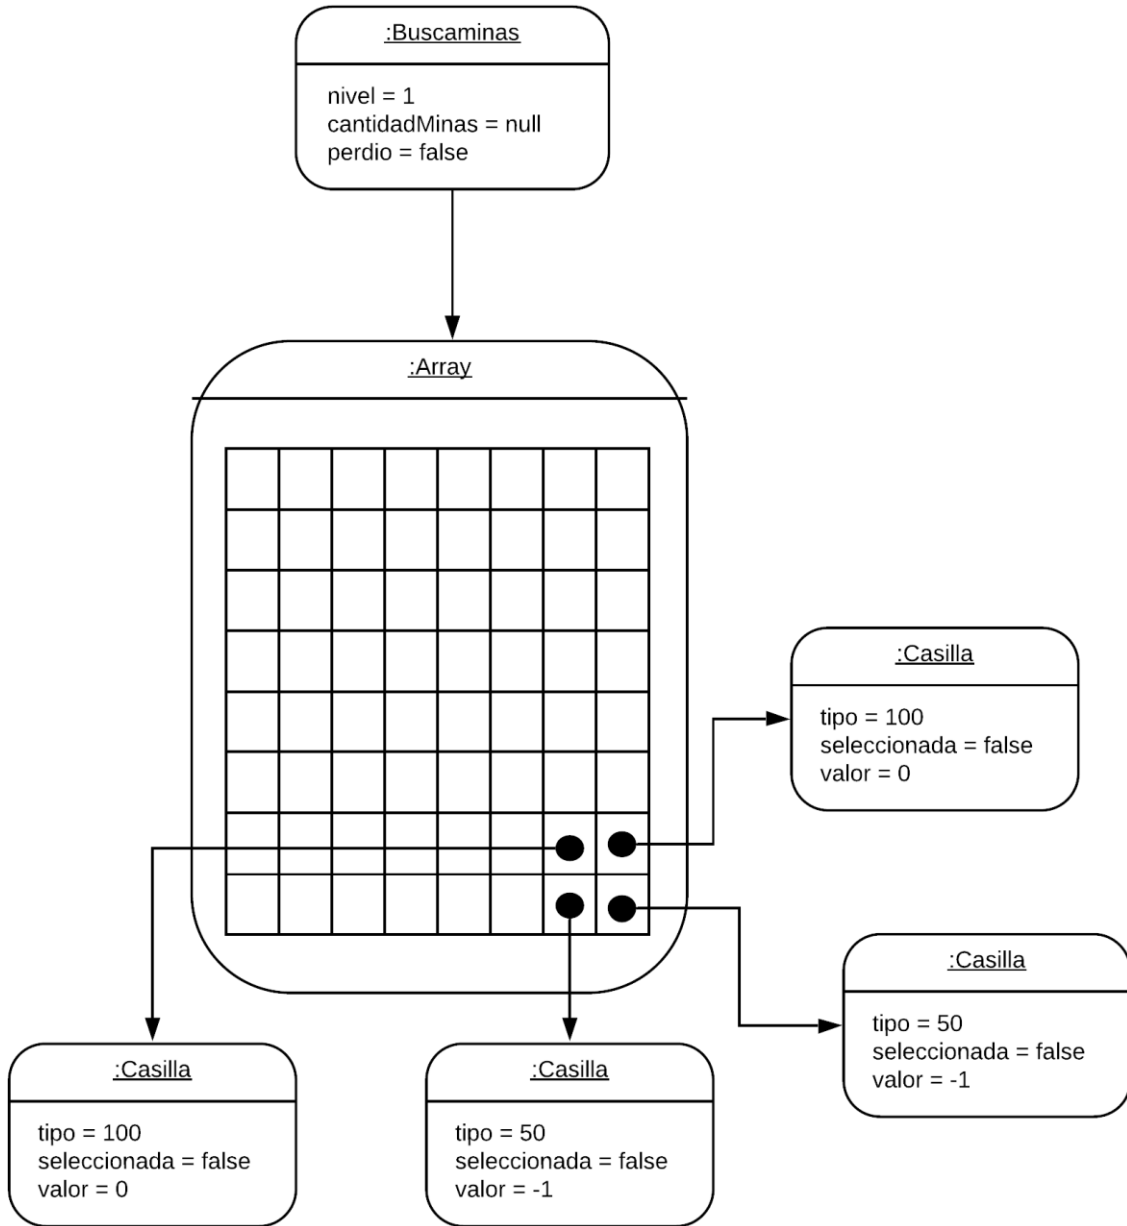 :Buscaminas
nivel = 1
cantidadMinas = null
perdio = false
:Array
:Casilla
tipo = 100
seleccionada = false
valor = 0
:Casilla
tipo = 50
seleccionada = false
valor = -1
:Casilla
tipo = 100
seleccionada = false
valor = 0
:Casilla
tipo = 50
seleccionada = false
valor = -1